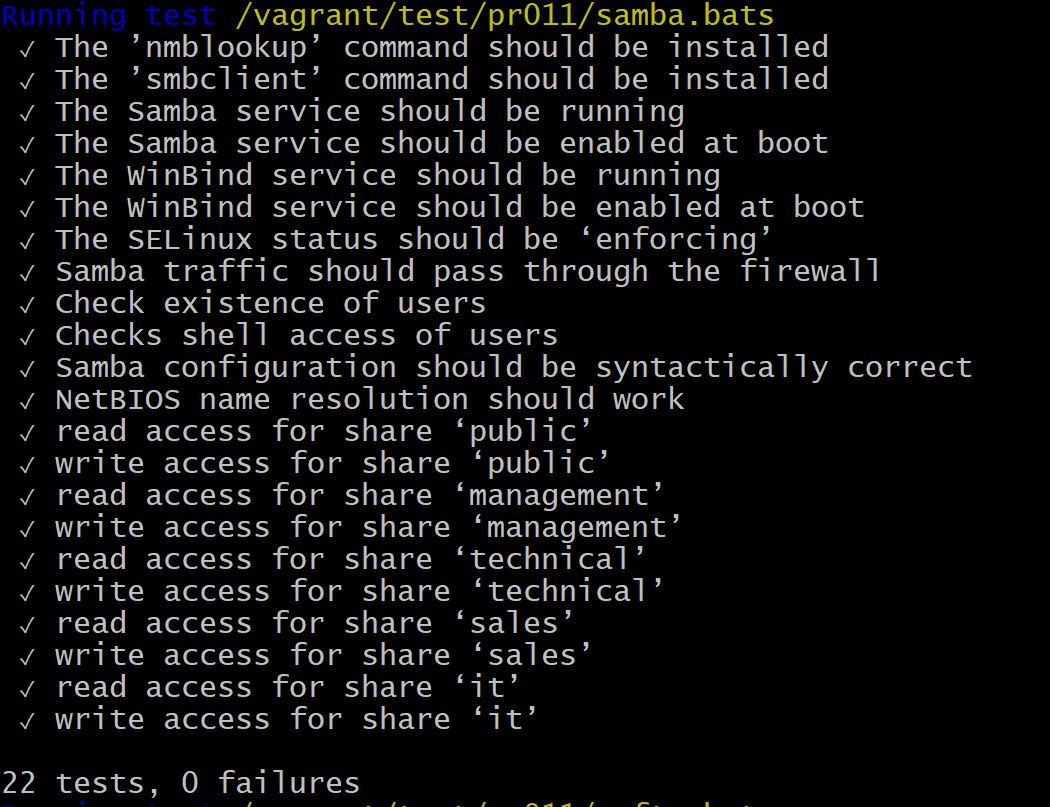 Running test /vagrant/test/pr011/samba.bats
✓ The ’nmblookup’ command should be installed
✓ The ’smbclient’ command should be installed
✓ The Samba service should be running
✓ The Samba service should be enabled at boot
✓ The WinBind service should be running
✓ The WinBind service should be enabled at boot
✓ The SELinux status should be ‘enforcing’
✓ Samba traffic should pass through the firewall
✓ Check existence of users
✓ Checks shell access of users
✓ Samba configuration should be syntactically correct
✓ NetBIOS name resolution should work
✓ read access for share ‘public’
✓ write access for share ‘public’
✓ read access for share ‘management’
✓ write access for share ‘management’
✓ read access for share ‘technical’
✓ write access for share ‘technical’
✓ read access for share ‘sales’
✓ write access for share ‘sales’
✓ read access for share ‘it’
✓ write access for share ‘it’
22 tests, 0 failures